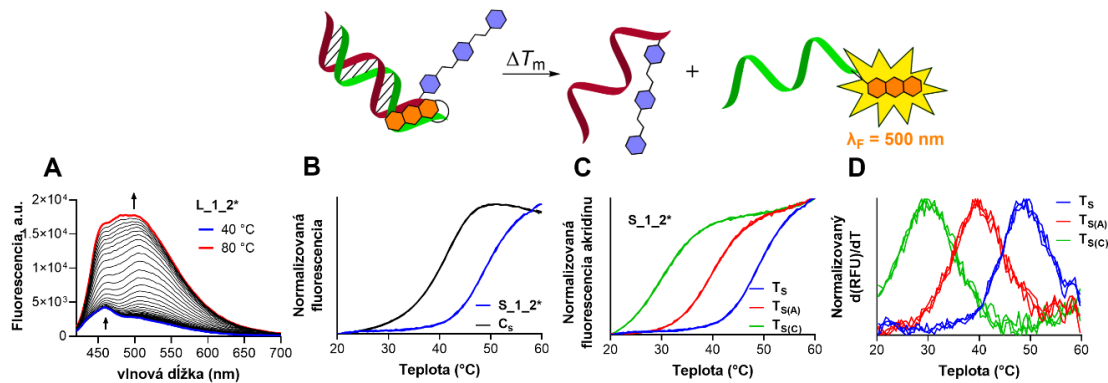 ΔTm
+
λF = 500 nm
A
Fluorescencia, a.u.
2×10⁴
1.5×10⁴
1×10⁴
5×10³
0
450 500 550 600 650 700
vlnová dĺžka (nm)
L_1_2*
40 °C
80 °C
B
Normalizovaná
fluorescencia
S_1_2*
Cs
20 30 40 50 60
Teplota (°C)
C
Normalizovaná
fluorescencia akridínu
S_1_2*
TS
TS(A)
TS(C)
20 30 40 50 60
Teplota (°C)
D
Normalizovaný
d(RFU)/dT
TS
TS(A)
TS(C)
20 30 40 50 60
Teplota (°C)